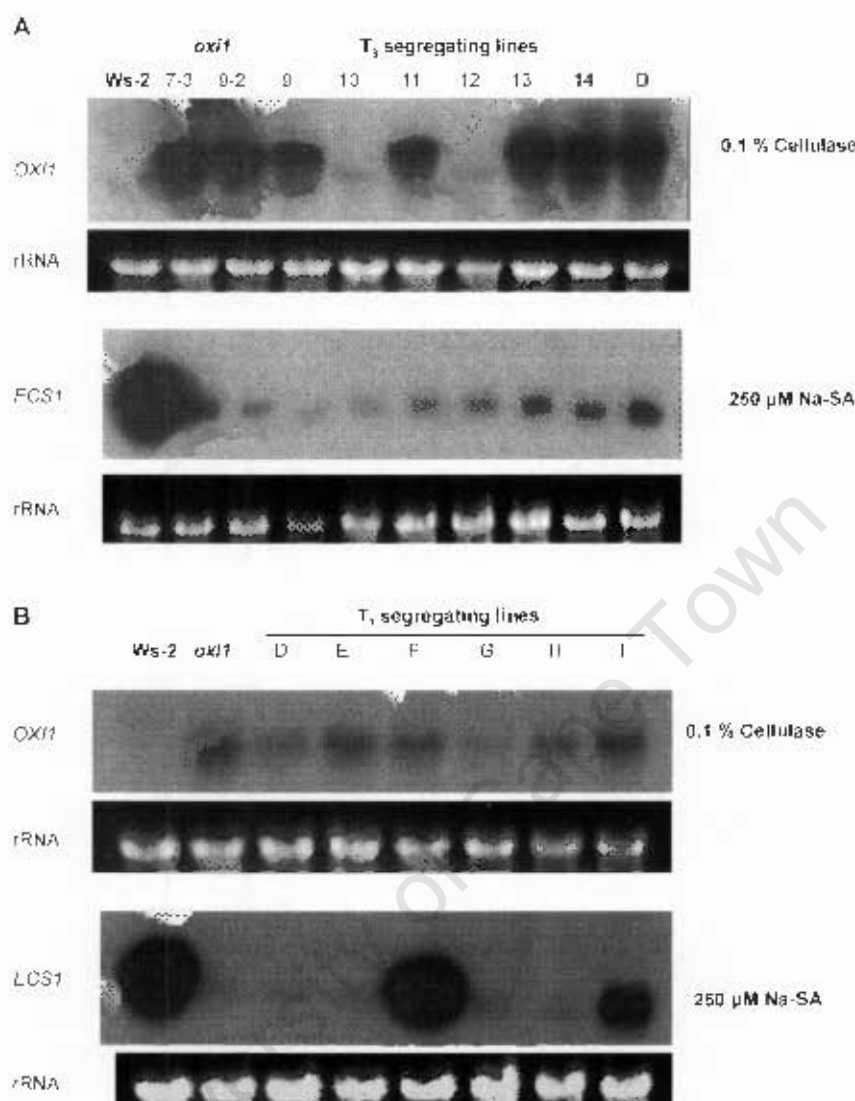 A
oxi1 T3 segregating lines
Ws-2 7-3 9-2 9 10 11 12 13 14 D
OXI1 0.1 % Cellulase
rRNA
ECS1 250 µM Na-SA
rRNA
B
T3 segregating lines
Ws-2 oxi1 D E F G H I
OXI1 0.1 % Cellulase
rRNA
ECS1 250 µM Na-SA
rRNA
Cape Town